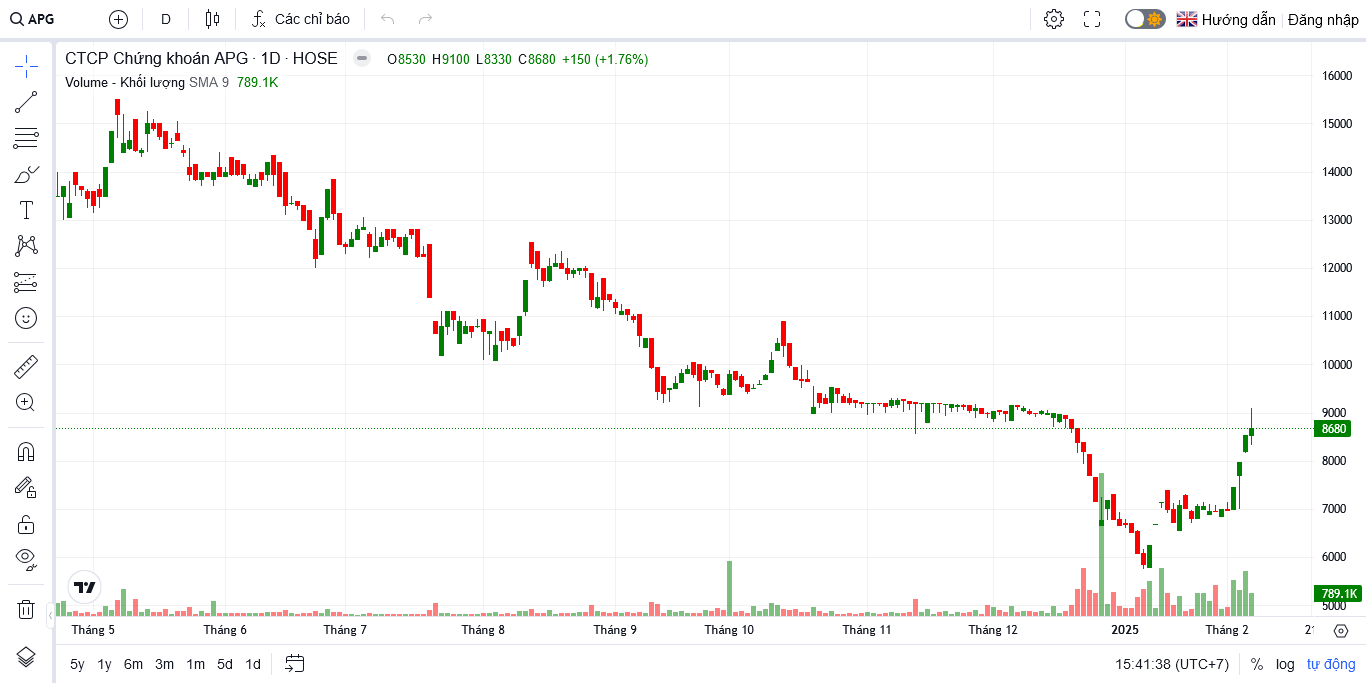 APG D Các chỉ báo Hướng dẫn Đăng nhập
CTCP Chứng khoán APG · 1D · HOSE O8530 H9100 L8330 C8680 +150 (+1.76%)
Volume - Khối lượng SMA 9 789.1K
16000
15000
14000
13000
12000
11000
10000
9000
8680
8000
7000
6000
789.1K
5000
Tháng 5 Tháng 6 Tháng 7 Tháng 8 Tháng 9 Tháng 10 Tháng 11 Tháng 12 2025 Tháng 2 21
5y 1y 6m 3m 1m 5d 1d 15:41:38 (UTC+7) % log tự động